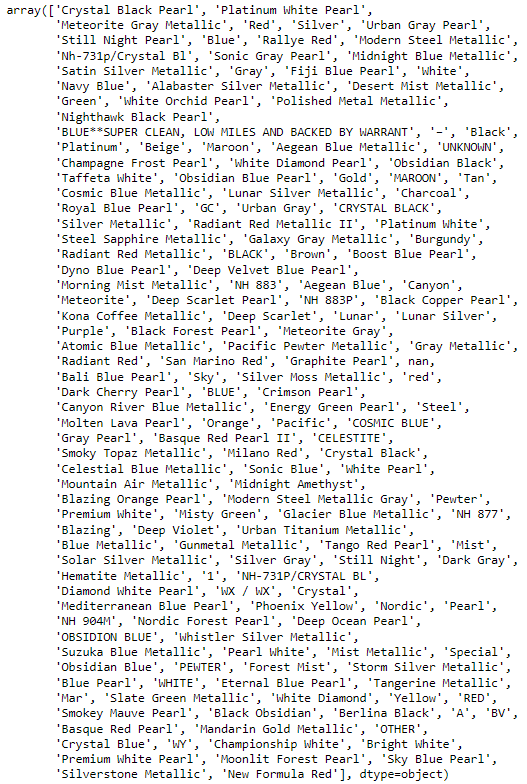 array(['Crystal Black Pearl', 'Platinum White Pearl',
'Meteorite Gray Metallic', 'Red', 'Silver', 'Urban Gray Pearl',
'Still Night Pearl', 'Blue', 'Rallye Red', 'Modern Steel Metallic',
'Nh-731p/Crystal Bl', 'Sonic Gray Pearl', 'Midnight Blue Metallic',
'Satin Silver Metallic', 'Gray', 'Fiji Blue Pearl', 'White',
'Navy Blue', 'Alabaster Silver Metallic', 'Desert Mist Metallic',
'Green', 'White Orchid Pearl', 'Polished Metal Metallic',
'Nighthawk Black Pearl',
'BLUE**SUPER CLEAN, LOW MILES AND BACKED BY WARRANT', '–', 'Black',
'Platinum', 'Beige', 'Maroon', 'Aegean Blue Metallic', 'UNKNOWN',
'Champagne Frost Pearl', 'White Diamond Pearl', 'Obsidian Black',
'Taffeta White', 'Obsidian Blue Pearl', 'Gold', 'MAROON', 'Tan',
'Cosmic Blue Metallic', 'Lunar Silver Metallic', 'Charcoal',
'Royal Blue Pearl', 'GC', 'Urban Gray', 'CRYSTAL BLACK',
'Silver Metallic', 'Radiant Red Metallic II', 'Platinum White',
'Steel Sapphire Metallic', 'Galaxy Gray Metallic', 'Burgundy',
'Radiant Red Metallic', 'BLACK', 'Brown', 'Boost Blue Pearl',
'Dyno Blue Pearl', 'Deep Velvet Blue Pearl',
'Morning Mist Metallic', 'NH 883', 'Aegean Blue', 'Canyon',
'Meteorite', 'Deep Scarlet Pearl', 'NH 883P', 'Black Copper Pearl',
'Kona Coffee Metallic', 'Deep Scarlet', 'Lunar', 'Lunar Silver',
'Purple', 'Black Forest Pearl', 'Meteorite Gray',
'Atomic Blue Metallic', 'Pacific Pewter Metallic', 'Gray Metallic',
'Radiant Red', 'San Marino Red', 'Graphite Pearl', nan,
'Bali Blue Pearl', 'Sky', 'Silver Moss Metallic', 'red',
'Dark Cherry Pearl', 'BLUE', 'Crimson Pearl',
'Canyon River Blue Metallic', 'Energy Green Pearl', 'Steel',
'Molten Lava Pearl', 'Orange', 'Pacific', 'COSMIC BLUE',
'Gray Pearl', 'Basque Red Pearl II', 'CELESTITE',
'Smoky Topaz Metallic', 'Milano Red', 'Crystal Black',
'Celestial Blue Metallic', 'Sonic Blue', 'White Pearl',
'Mountain Air Metallic', 'Midnight Amethyst',
'Blazing Orange Pearl', 'Modern Steel Metallic Gray', 'Pewter',
'Premium White', 'Misty Green', 'Glacier Blue Metallic', 'NH 877',
'Blazing', 'Deep Violet', 'Urban Titanium Metallic',
'Blue Metallic', 'Gunmetal Metallic', 'Tango Red Pearl', 'Mist',
'Solar Silver Metallic', 'Silver Gray', 'Still Night', 'Dark Gray',
'Hematite Metallic', '1', 'NH-731P/CRYSTAL BL',
'Diamond White Pearl', 'WX / WX', 'Crystal',
'Mediterranean Blue Pearl', 'Phoenix Yellow', 'Nordic', 'Pearl',
'NH 904M', 'Nordic Forest Pearl', 'Deep Ocean Pearl',
'OBSIDION BLUE', 'Whistler Silver Metallic',
'Suzuka Blue Metallic', 'Pearl White', 'Mist Metallic', 'Special',
'Obsidian Blue', 'PEWTER', 'Forest Mist', 'Storm Silver Metallic',
'Blue Pearl', 'WHITE', 'Eternal Blue Pearl', 'Tangerine Metallic',
'Mar', 'Slate Green Metallic', 'White Diamond', 'Yellow', 'RED',
'Smokey Mauve Pearl', 'Black Obsidian', 'Berlina Black', 'A', 'BV',
'Basque Red Pearl', 'Mandarin Gold Metallic', 'OTHER',
'Crystal Blue', 'WY', 'Championship White', 'Bright White',
'Premium White Pearl', 'Moonlit Forest Pearl', 'Sky Blue Pearl',
'Silverstone Metallic', 'New Formula Red'], dtype=object)